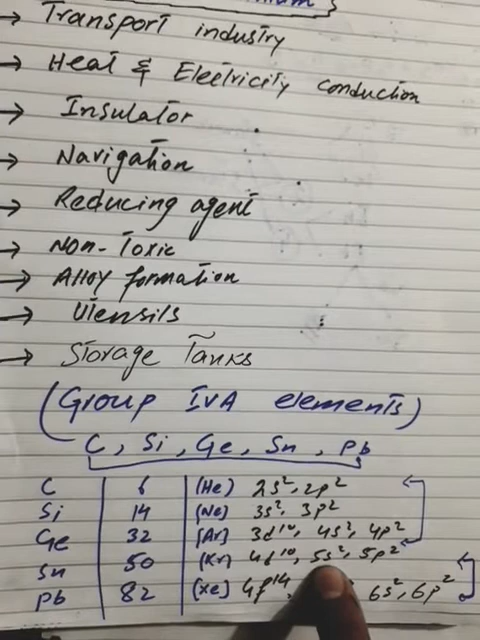 → Transport industry
→ Heat & Electricity conduction
→ Insulator
→ Navigation
→ Reducing agent
→ Non-Toxic
→ Alloy formation
→ Utensils
→ Storage Tanks
(Group IVA elements)
C, Si, Ge, Sn, Pb
C 6 (He) 2s², 2p²
Si 14 (Ne) 3s², 3p²
Ge 32 [Ar) 3d¹⁰, 4s², 4p²
Sn 50 (Kr) 4d¹⁰, 5s², 5p²
Pb 82 (Xe) 4f¹⁴, 6s², 6p²